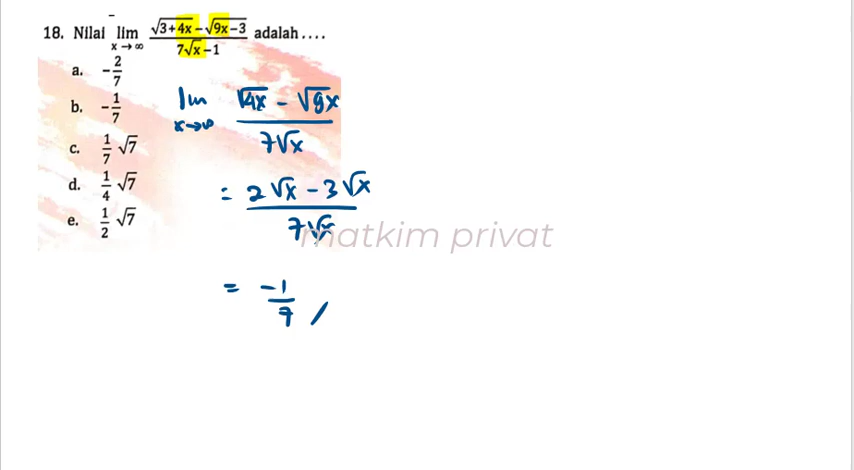 18. Nilai lim x→∞ (√3+4x − √9x−3)/(7√x −1) adalah ....
a. −2/7
b. −1/7
c. 1/7 √7
d. 1/4 √7
e. 1/2 √7
lim x→∞ (√4x − √9x)/(7√x)
= (2√x − 3√x)/(7√x)
matkim privat
= −1/7 /